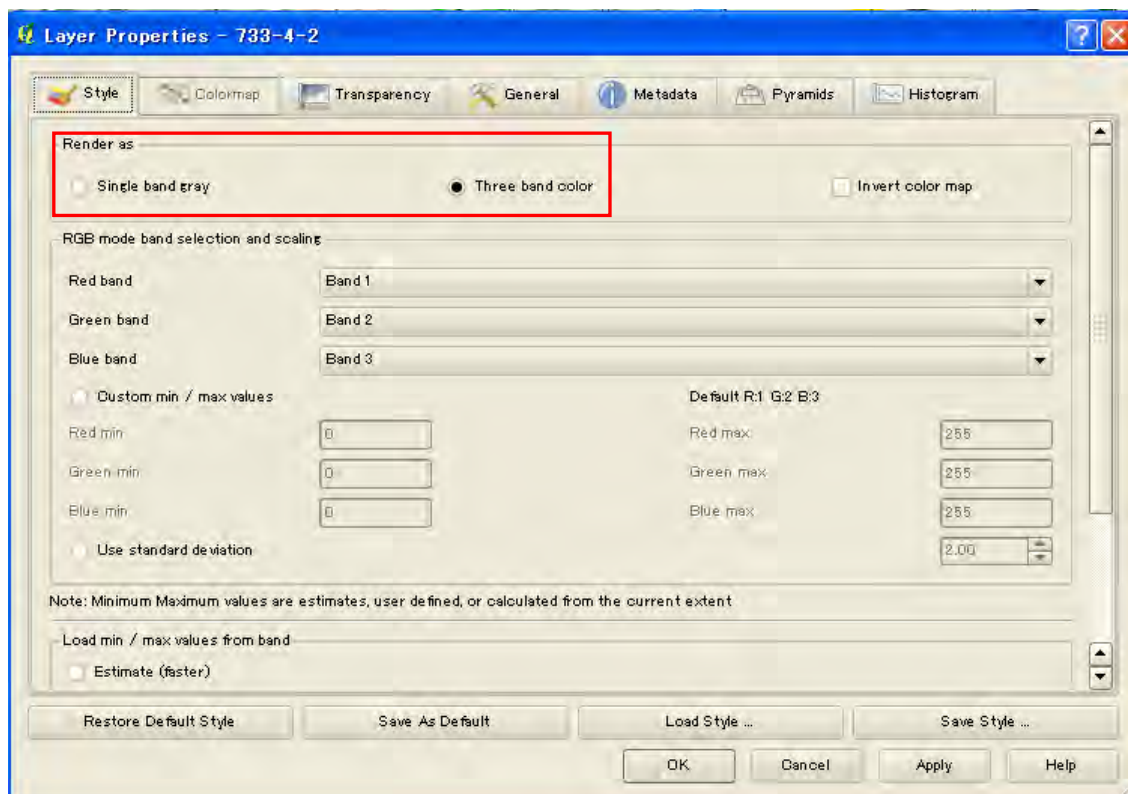 Layer Properties - 733-4-2
Style Colormap Transparency General Metadata Pyramids Histogram
Render as
Single band gray Three band color Invert color map
RGB mode band selection and scaling
Red band Band 1
Green band Band 2
Blue band Band 3
Custom min / max values Default R:1 G:2 B:3
Red min 0 Red max 255
Green min 0 Green max 255
Blue min 0 Blue max 255
Use standard deviation 2.00
Note: Minimum Maximum values are estimates, user defined, or calculated from the current extent
Load min / max values from band
Estimate (faster)
Restore Default Style Save As Default Load Style ... Save Style ...
OK Cancel Apply Help